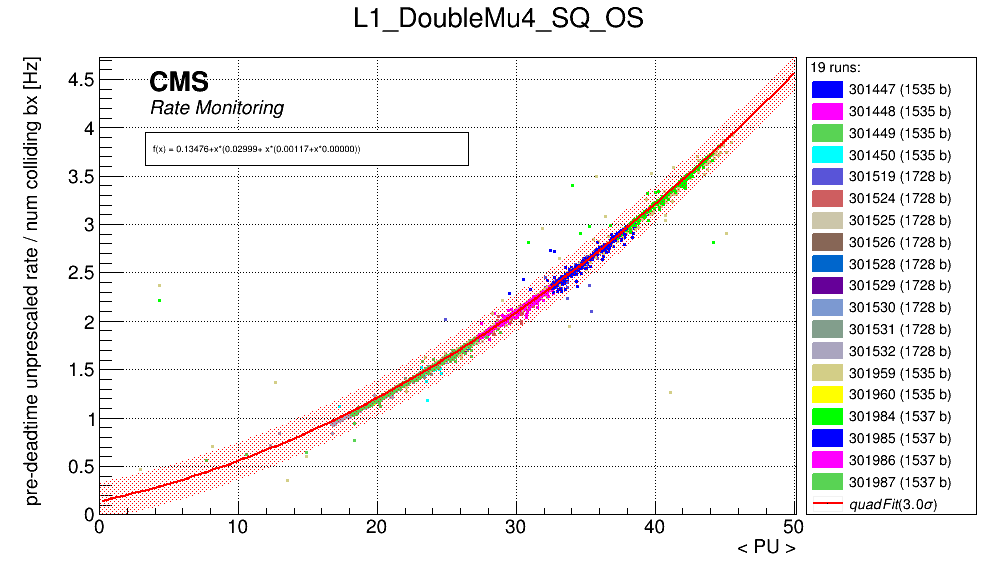 L1_DoubleMu4_SQ_OS
pre-deadtime unprescaled rate / num colliding bx [Hz]
CMS
Rate Monitoring
f(x) = 0.13476+x*(0.02999+ x*(0.00117+x*0.00000))
4.5
4
3.5
3
2.5
2
1.5
1
0.5
0
0 10 20 30 40 50
< PU >
19 runs:
301447 (1535 b)
301448 (1535 b)
301449 (1535 b)
301450 (1535 b)
301519 (1728 b)
301524 (1728 b)
301525 (1728 b)
301526 (1728 b)
301528 (1728 b)
301529 (1728 b)
301530 (1728 b)
301531 (1728 b)
301532 (1728 b)
301959 (1535 b)
301960 (1535 b)
301984 (1537 b)
301985 (1537 b)
301986 (1537 b)
301987 (1537 b)
quadFit(3.0σ)